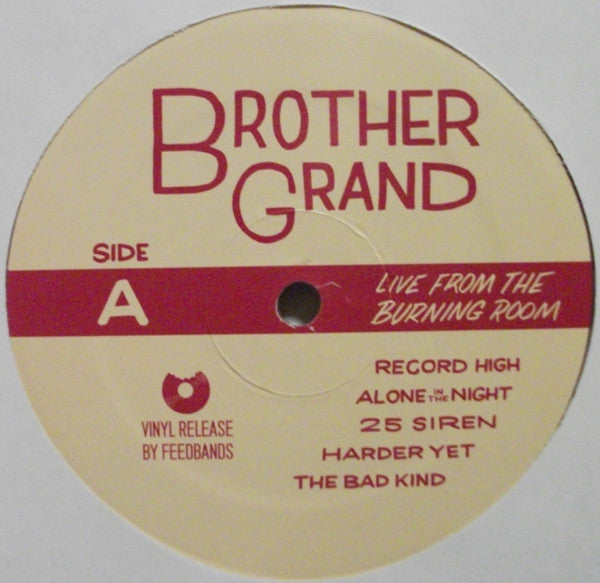 BROTHER
GRAND
SIDE
A
LIVE FROM THE
BURNING ROOM
RECORD HIGH
ALONE IN THE NIGHT
25 SIREN
HARDER YET
THE BAD KIND
VINYL RELEASE
BY FEEDBANDS